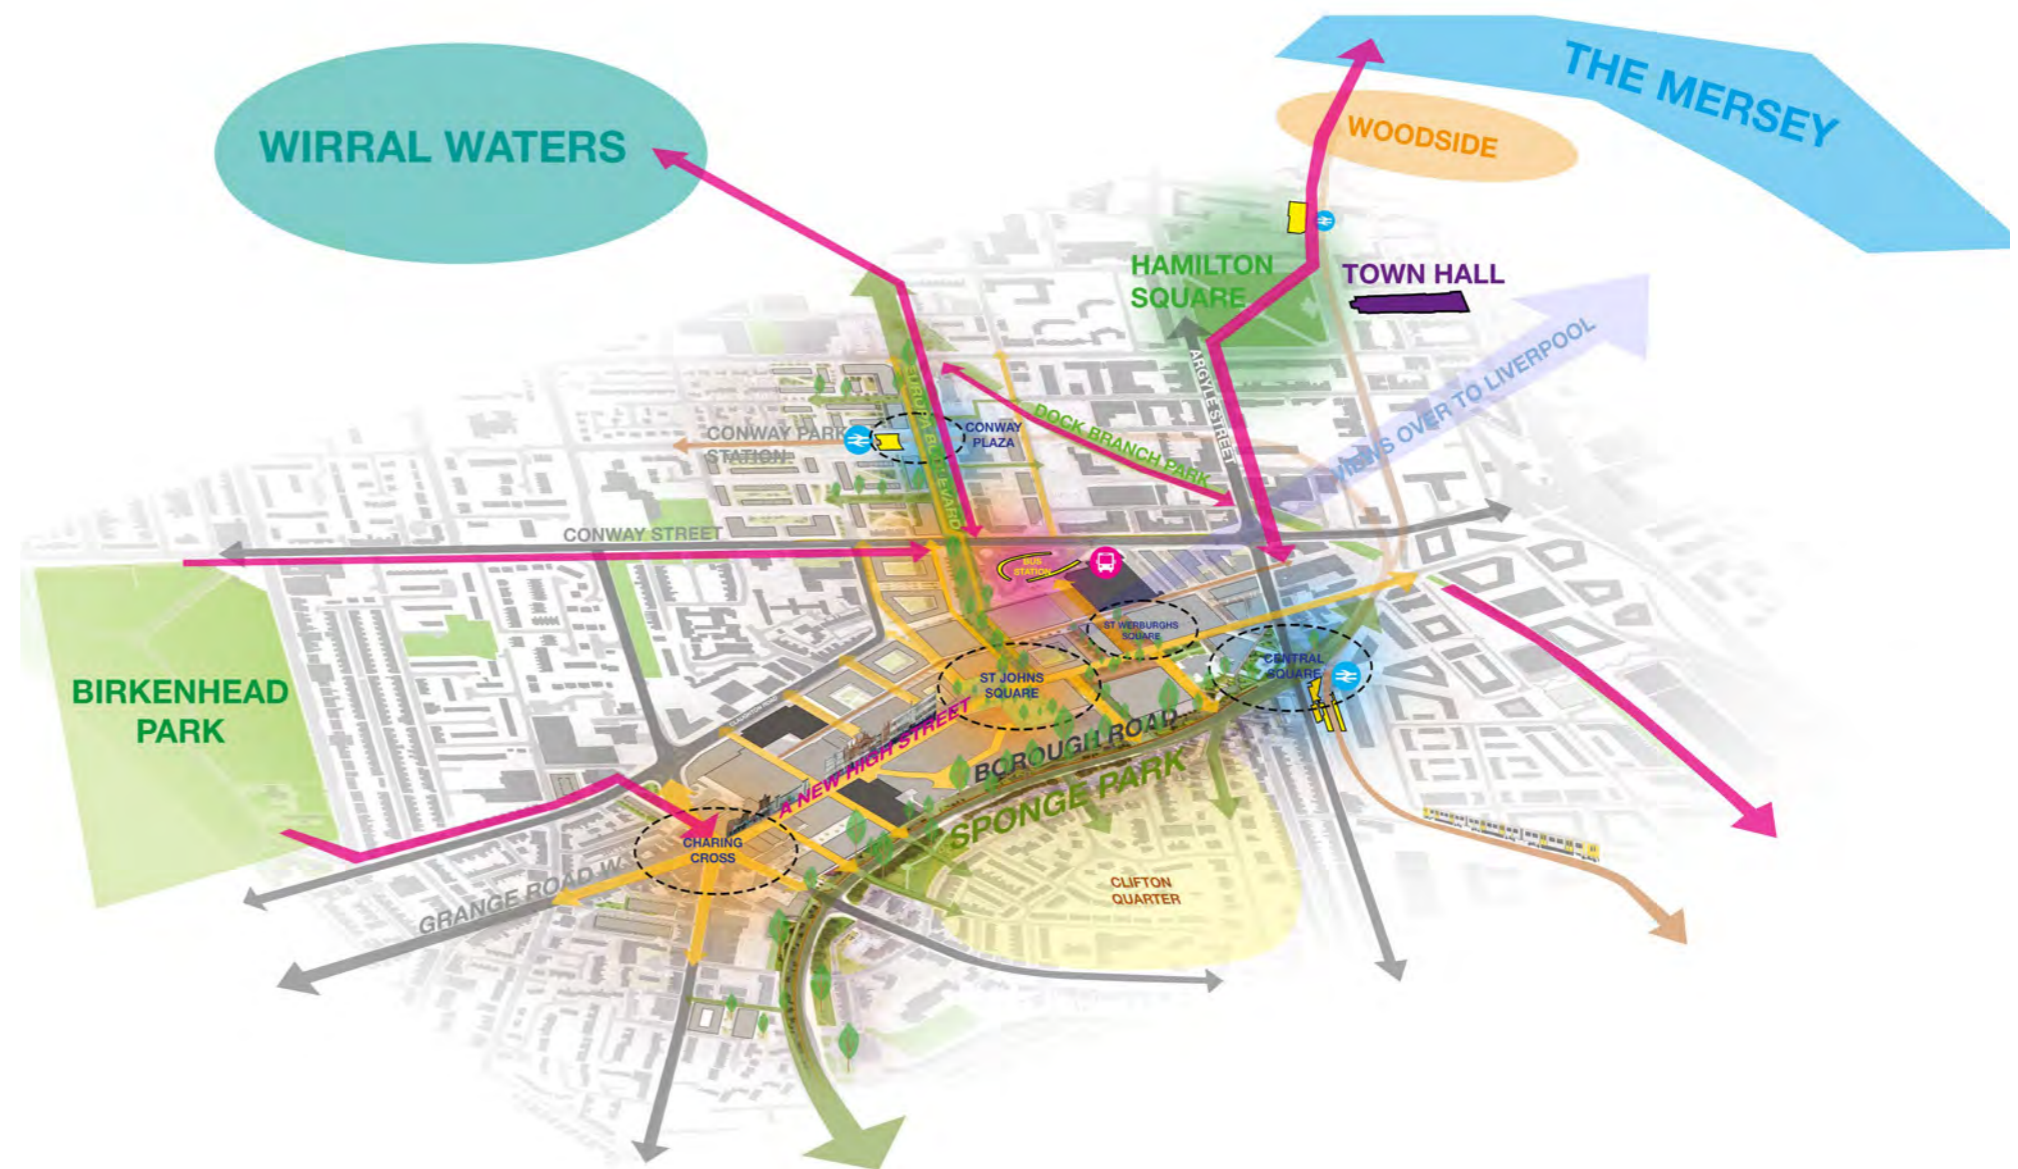 THE MERSEY
WIRRAL WATERS
WOODSIDE
HAMILTON
SQUARE
TOWN HALL
ARGYLE STREET
VIEWS OVER TO LIVERPOOL
EUROPA BOULEVARD
CONWAY PARK
STATION
CONWAY
PLAZA
DOCK BRANCH PARK
CONWAY STREET
BUS
STATION
ST WERBURGHS
SQUARE
CENTRAL
SQUARE
ST JOHNS
SQUARE
BIRKENHEAD
PARK
CLAUGHTON ROAD
A NEW HIGH STREET
BOROUGH ROAD
SPONGE PARK
CHARING
CROSS
GRANGE ROAD W
CLIFTON
QUARTER